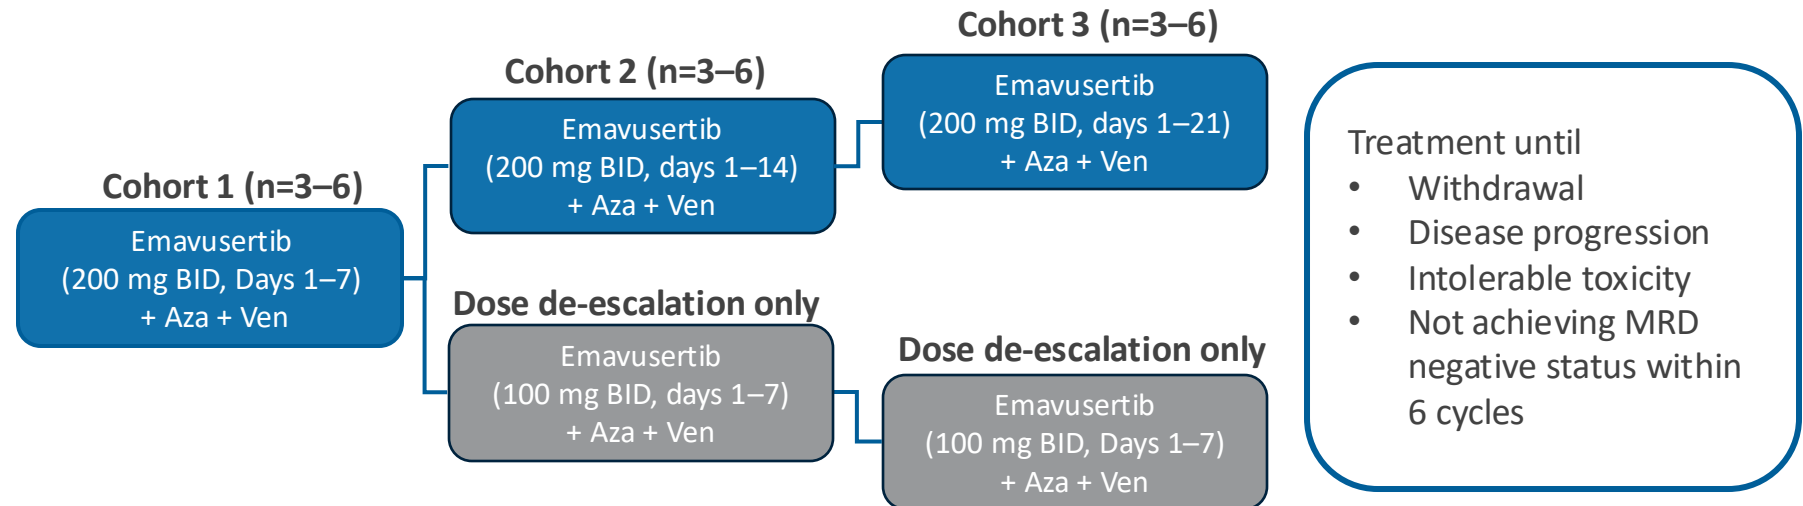 Cohort 1 (n=3–6)
Emavusertib
(200 mg BID, Days 1–7)
+ Aza + Ven
Cohort 2 (n=3–6)
Emavusertib
(200 mg BID, days 1–14)
+ Aza + Ven
Dose de-escalation only
Emavusertib
(100 mg BID, days 1–7)
+ Aza + Ven
Cohort 3 (n=3–6)
Emavusertib
(200 mg BID, days 1–21)
+ Aza + Ven
Dose de-escalation only
Emavusertib
(100 mg BID, Days 1–7)
+ Aza + Ven
Treatment until
• Withdrawal
• Disease progression
• Intolerable toxicity
• Not achieving MRD
negative status within
6 cycles